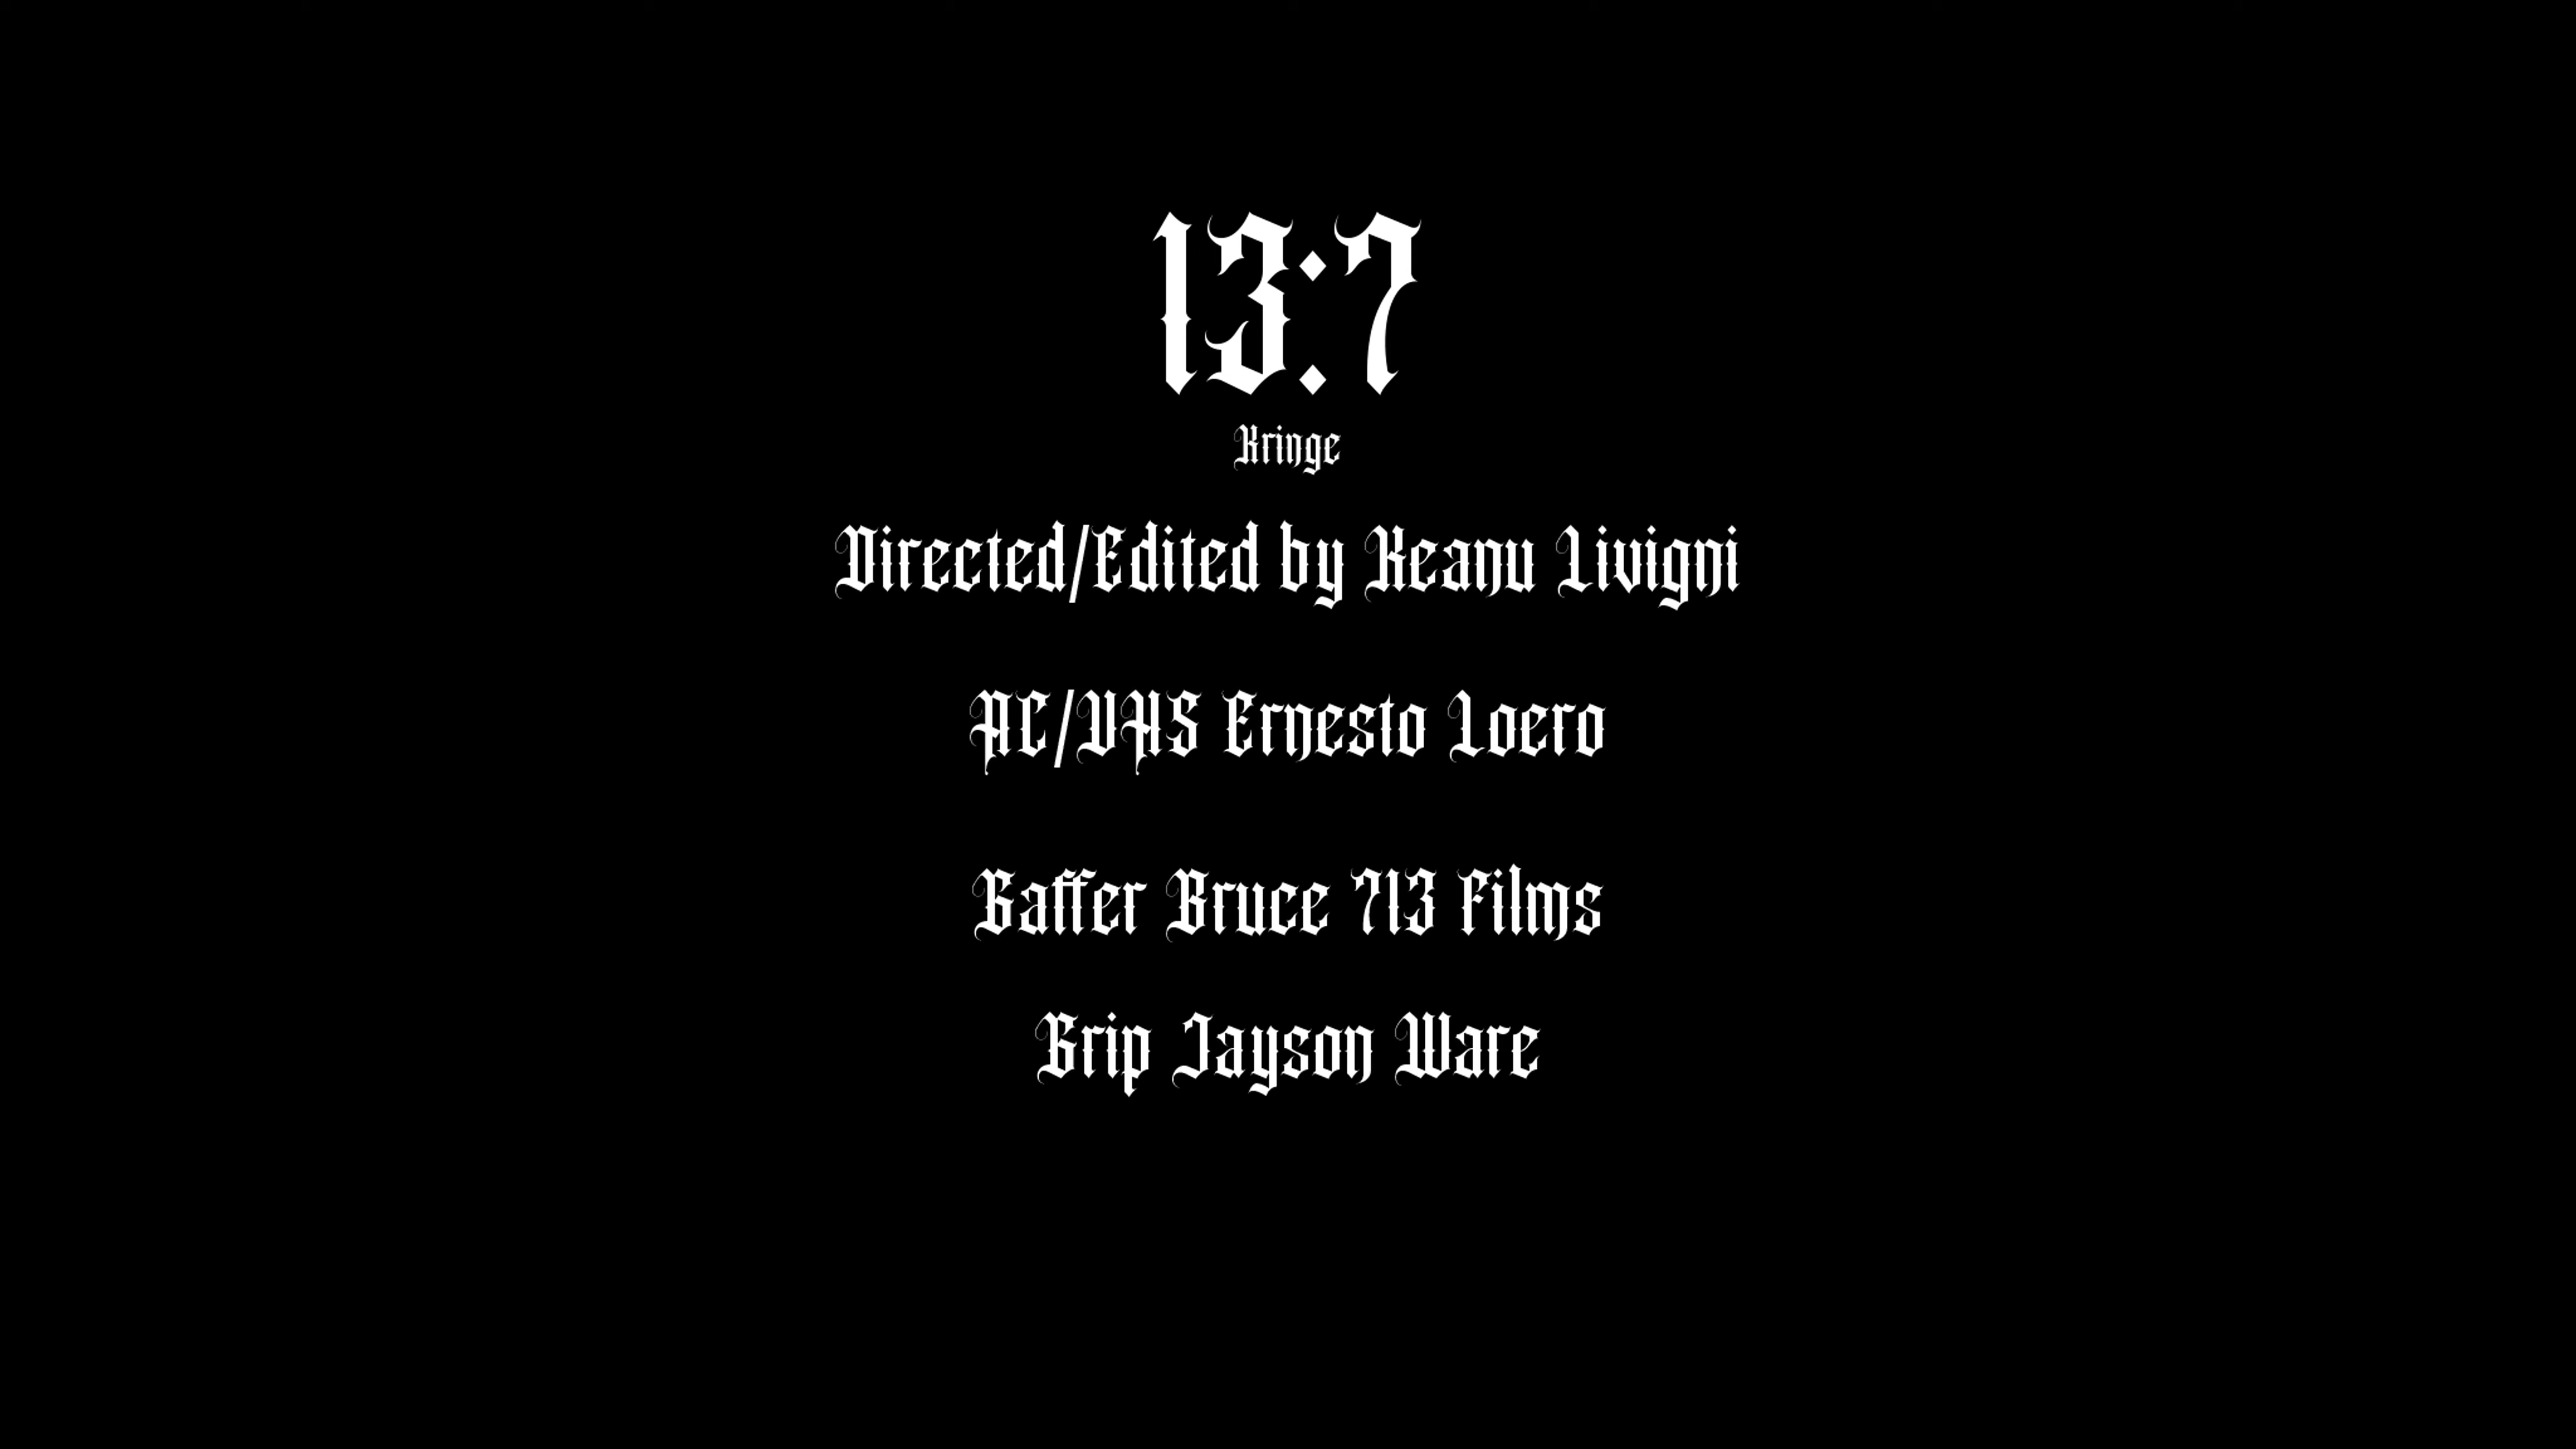 13:7
Kringe
Directed/Edited by Keanu Livigni
AC/VHS Ernesto Loero
Gaffer Bruce 713 Films
Grip Jayson Ware